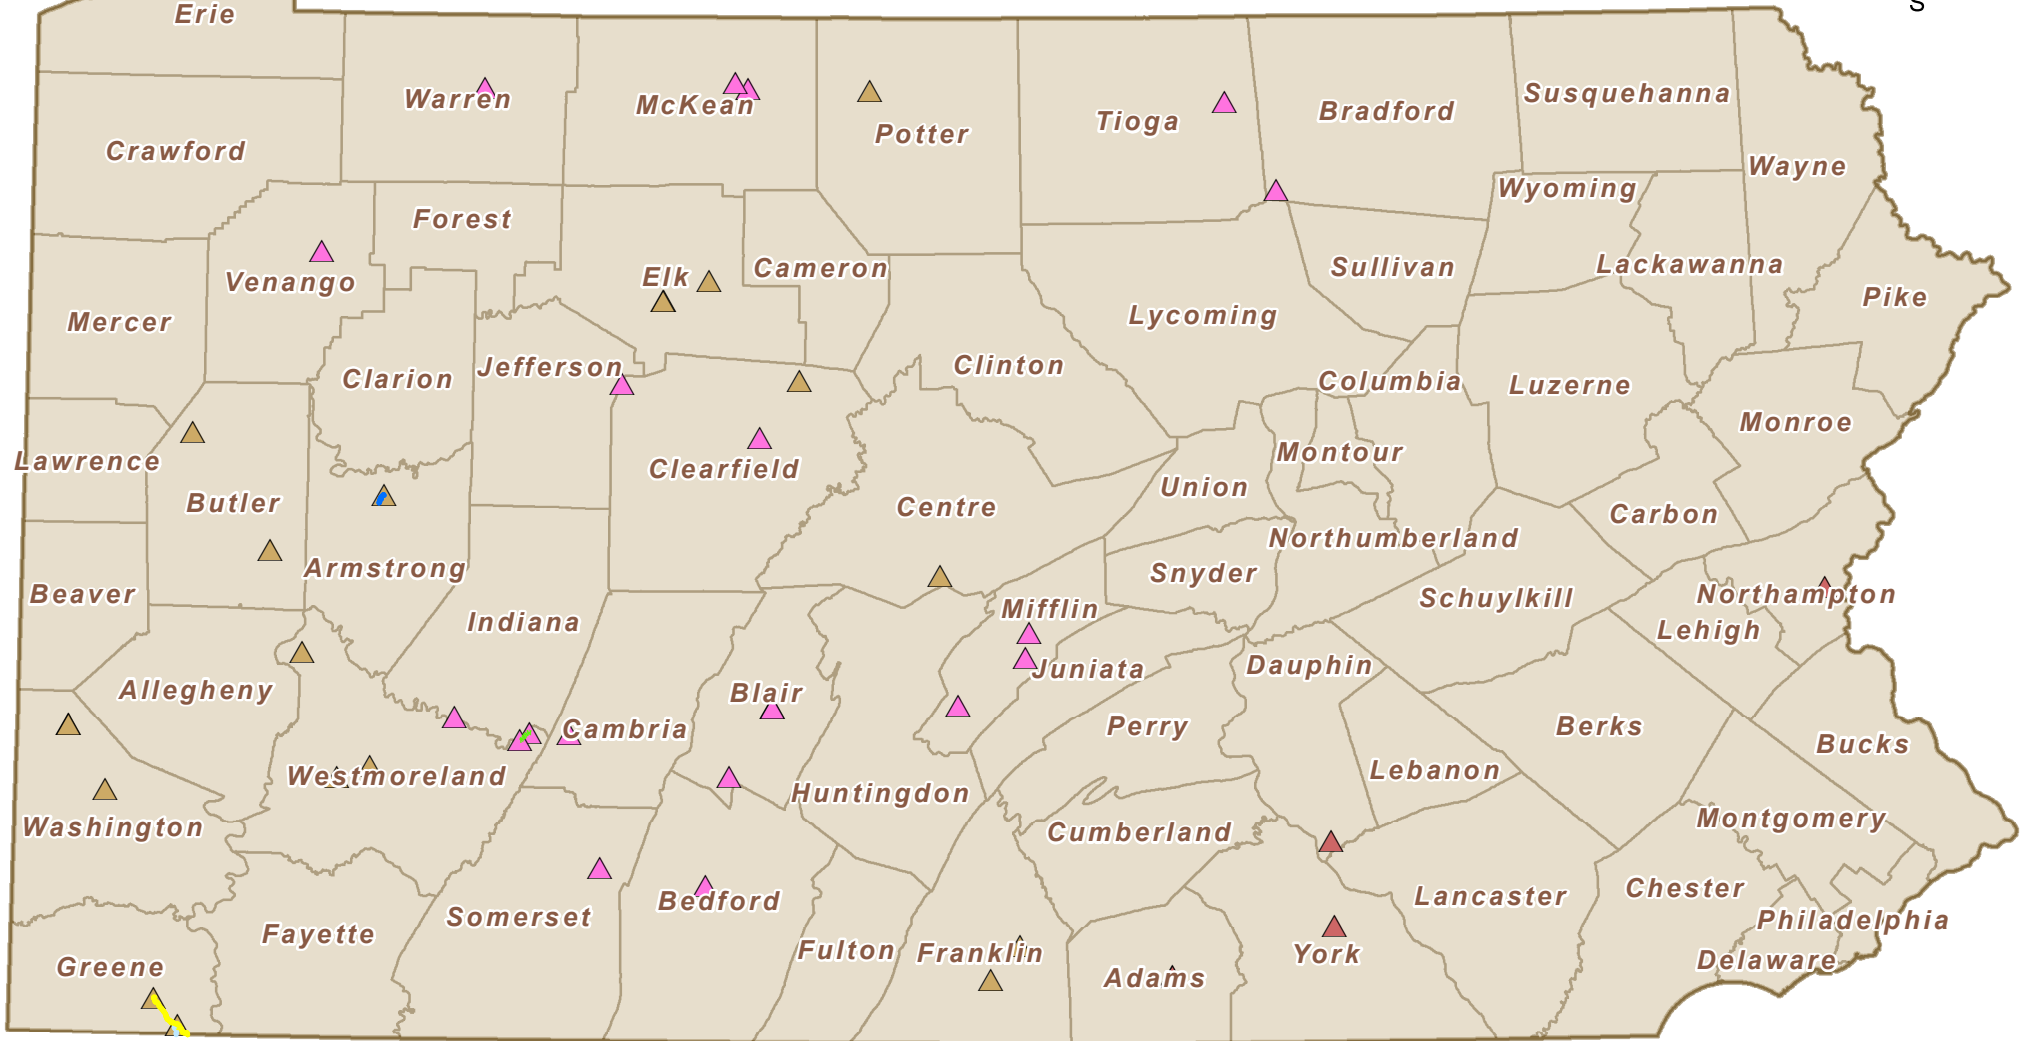 S
Erie
Warren
McKean
Potter
Tioga
Bradford
Susquehanna
Wayne
Crawford
Forest
Wyoming
Venango
Elk
Cameron
Sullivan
Lackawanna
Pike
Mercer
Lycoming
Clarion
Jefferson
Clinton
Columbia
Luzerne
Monroe
Lawrence
Butler
Clearfield
Centre
Union
Montour
Carbon
Northumberland
Armstrong
Beaver
Indiana
Snyder
Mifflin
Schuylkill
Northampton
Lehigh
Allegheny
Blair
Juniata
Dauphin
Cambria
Perry
Berks
Bucks
Westmoreland
Huntingdon
Lebanon
Washington
Cumberland
Montgomery
Bedford
Lancaster
Chester
Somerset
Philadelphia
Fayette
Fulton
Franklin
York
Delaware
Greene
Adams